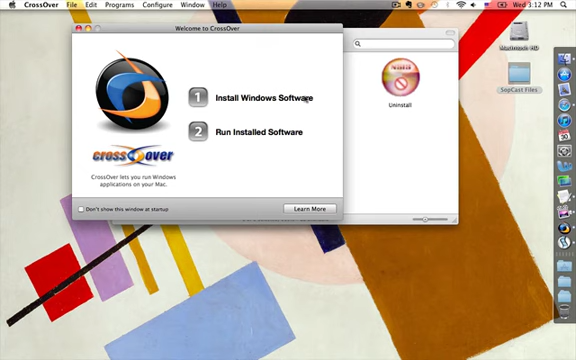 CrossOver File Edit Programs Configure Window Help Wed 3:12 PM
Welcome to CrossOver
Macintosh HD
1 Install Windows Software
Uninstall
SopCast Files
2 Run Installed Software
crossover
CrossOver lets you run Windows
applications on your Mac.
Don't show this window at startup
Learn More